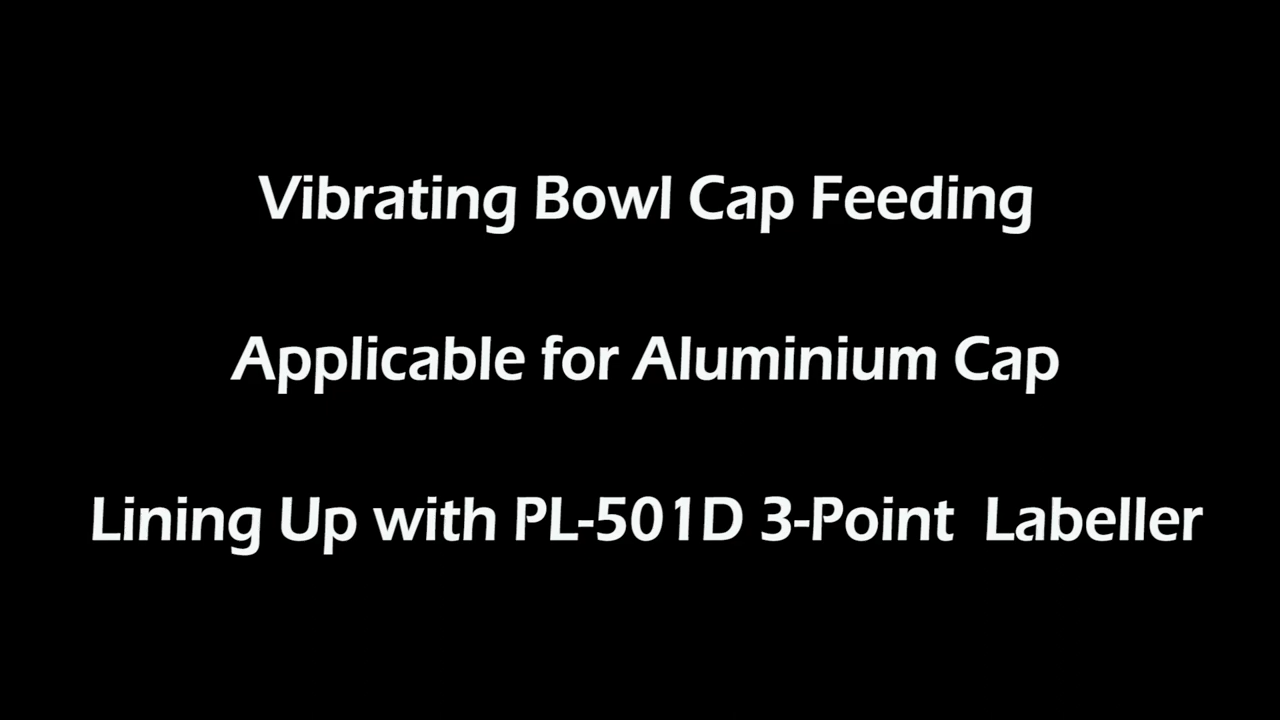 Vibrating Bowl Cap Feeding
Applicable for Aluminium Cap
Lining Up with PL-501D 3-Point  Labeller